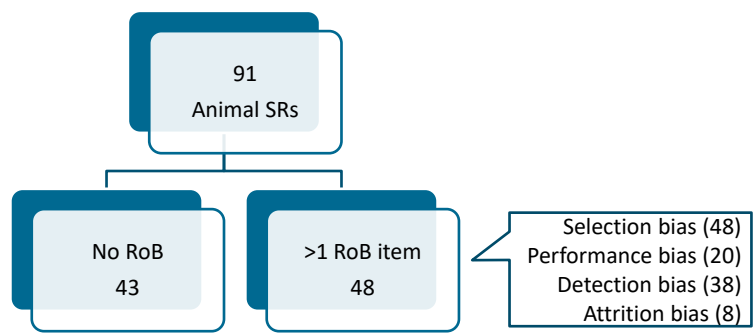 91
Animal SRs
No RoB
43
>1 RoB item
48
Selection bias (48)
Performance bias (20)
Detection bias (38)
Attrition bias (8)